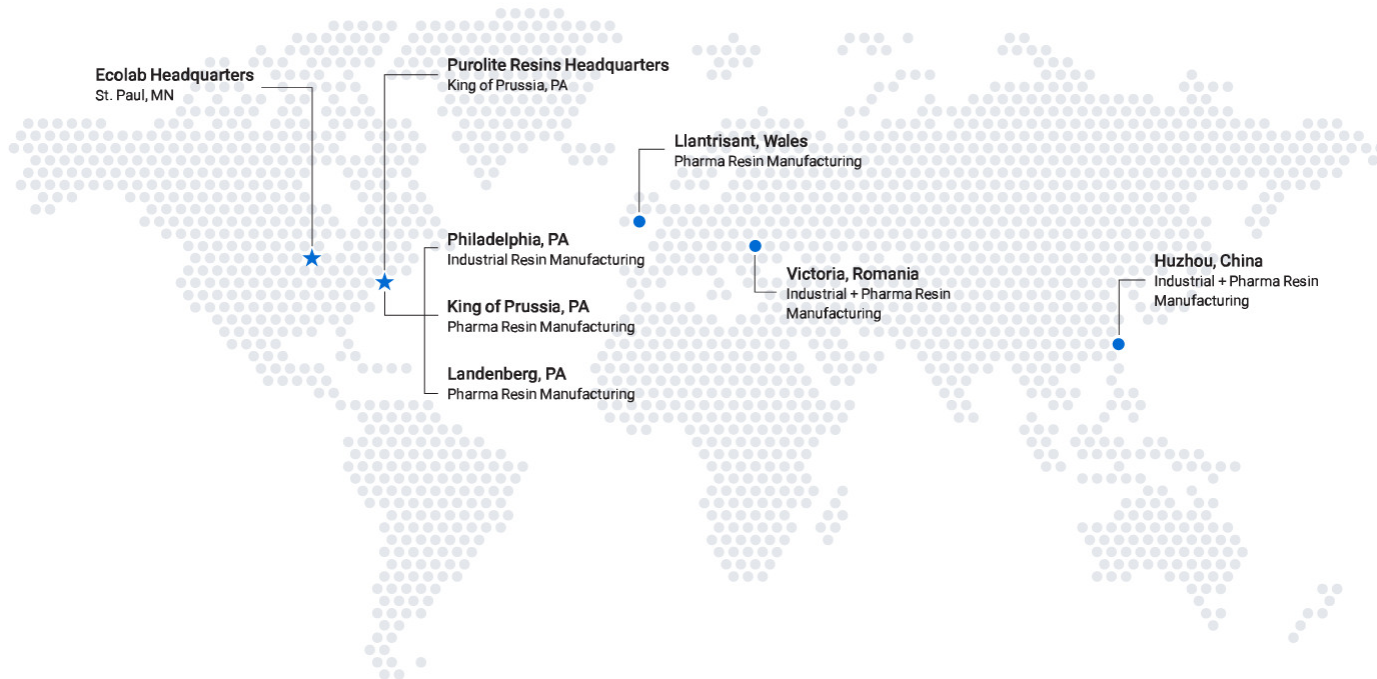 Ecolab Headquarters
St. Paul, MN
Purolite Resins Headquarters
King of Prussia, PA
Llantrisant, Wales
Pharma Resin Manufacturing
Philadelphia, PA
Industrial Resin Manufacturing
King of Prussia, PA
Pharma Resin Manufacturing
Landenberg, PA
Pharma Resin Manufacturing
Victoria, Romania
Industrial + Pharma Resin
Manufacturing
Huzhou, China
Industrial + Pharma Resin
Manufacturing